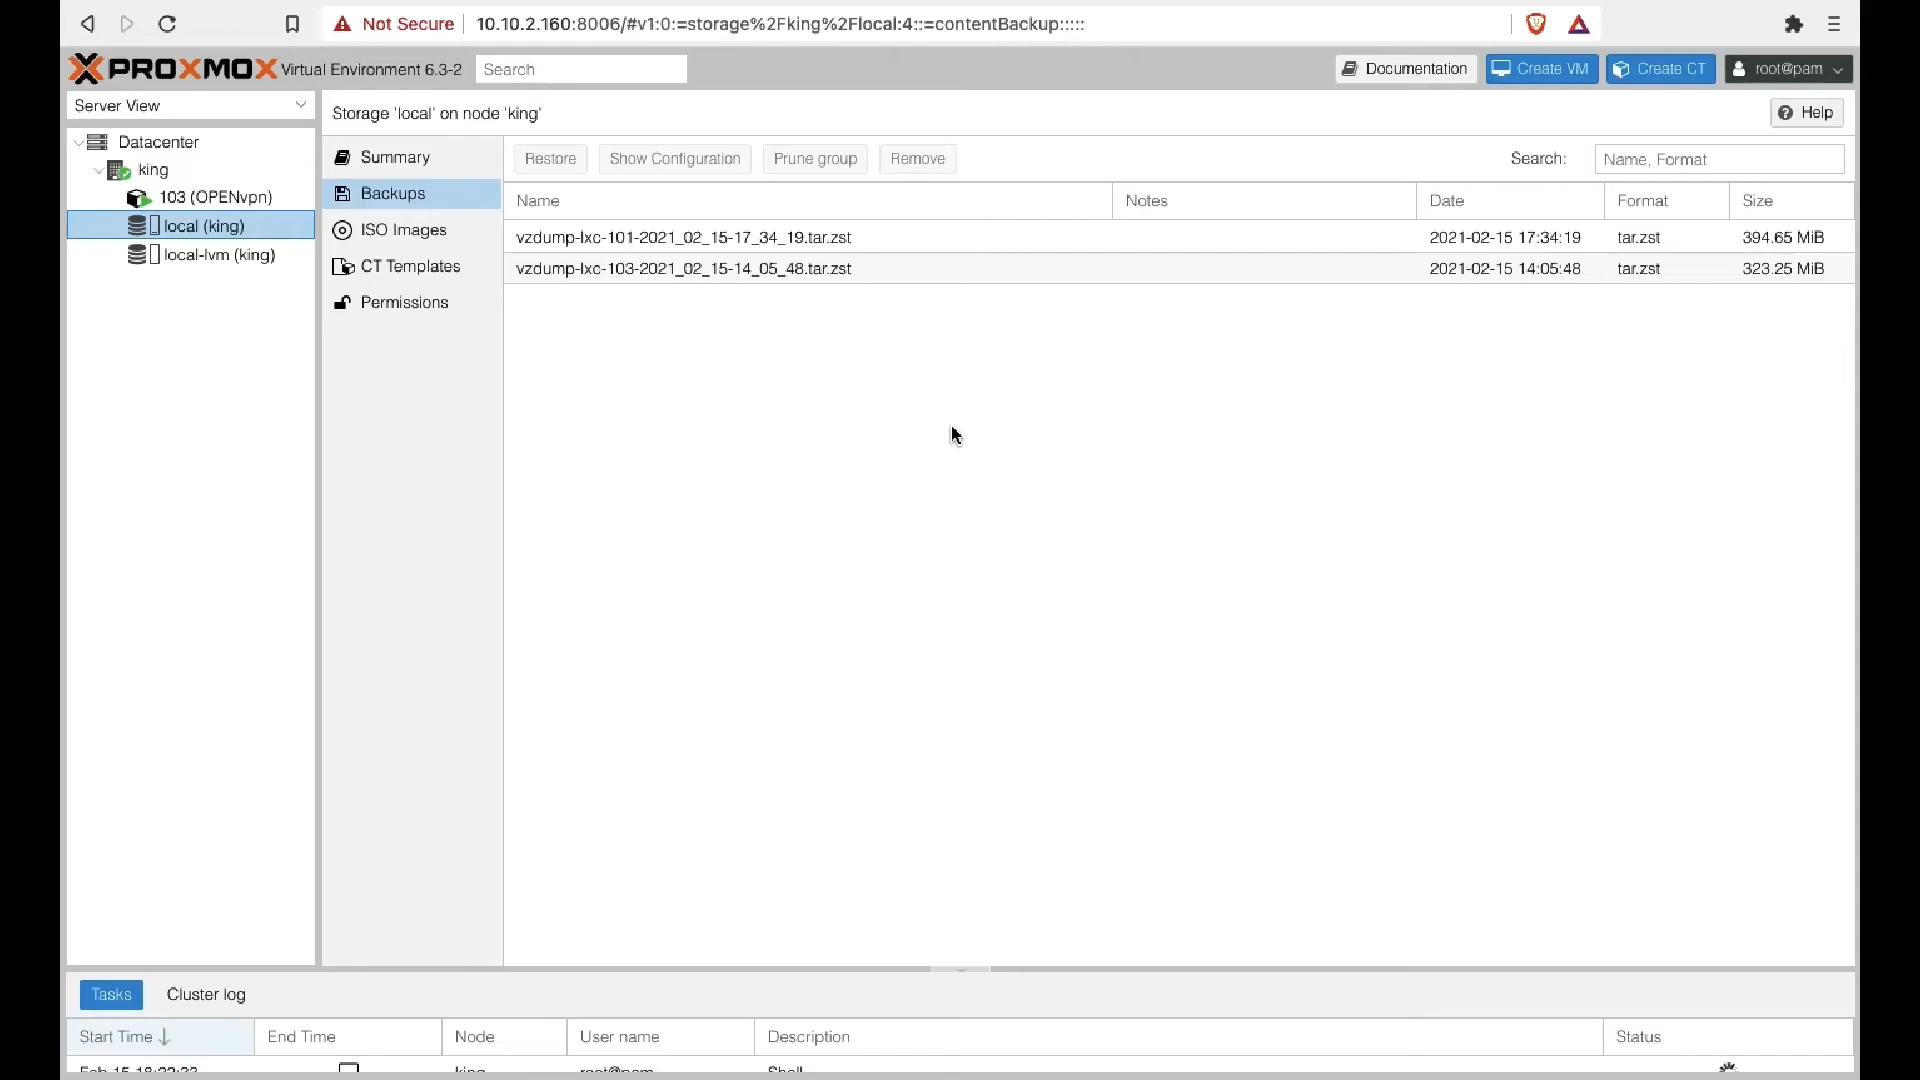 Not Secure 10.10.2.160:8006/#v1:0:=storage%2Fking%2Flocal:4::=contentBackup:::::
PROXMOX Virtual Environment 6.3-2 Search Documentation Create VM Create CT root@pam
Server View
Storage 'local' on node 'king' Help
Datacenter
king
103 (OPENvpn)
local (king)
local-lvm (king)
Summary
Backups
ISO Images
CT Templates
Permissions
Restore Show Configuration Prune group Remove Search: Name, Format
Name Notes Date Format Size
vzdump-lxc-101-2021_02_15-17_34_19.tar.zst 2021-02-15 17:34:19 tar.zst 394.65 MiB
vzdump-lxc-103-2021_02_15-14_05_48.tar.zst 2021-02-15 14:05:48 tar.zst 323.25 MiB
Tasks Cluster log
Start Time End Time Node User name Description Status
king root@pam Shell